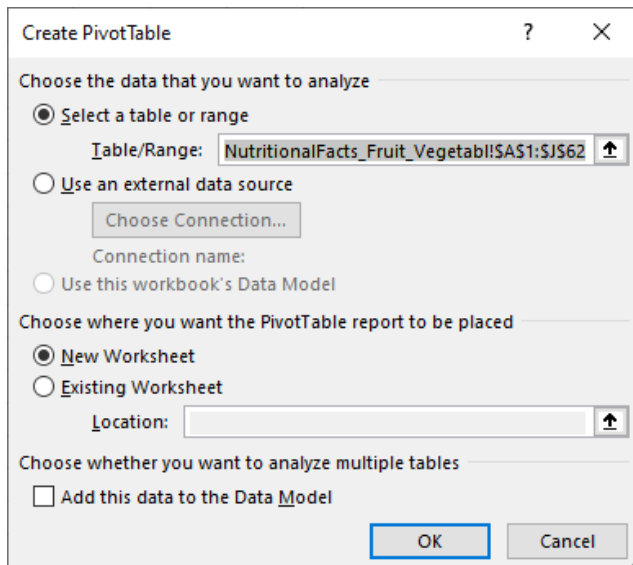 Create PivotTable ?
Choose the data that you want to analyze
Select a table or range
Table/Range: NutritionalFacts_Fruit_Vegetabl!$A$1:$J$62
Use an external data source
Choose Connection...
Connection name:
Use this workbook's Data Model
Choose where you want the PivotTable report to be placed
New Worksheet
Existing Worksheet
Location:
Choose whether you want to analyze multiple tables
Add this data to the Data Model
OK Cancel